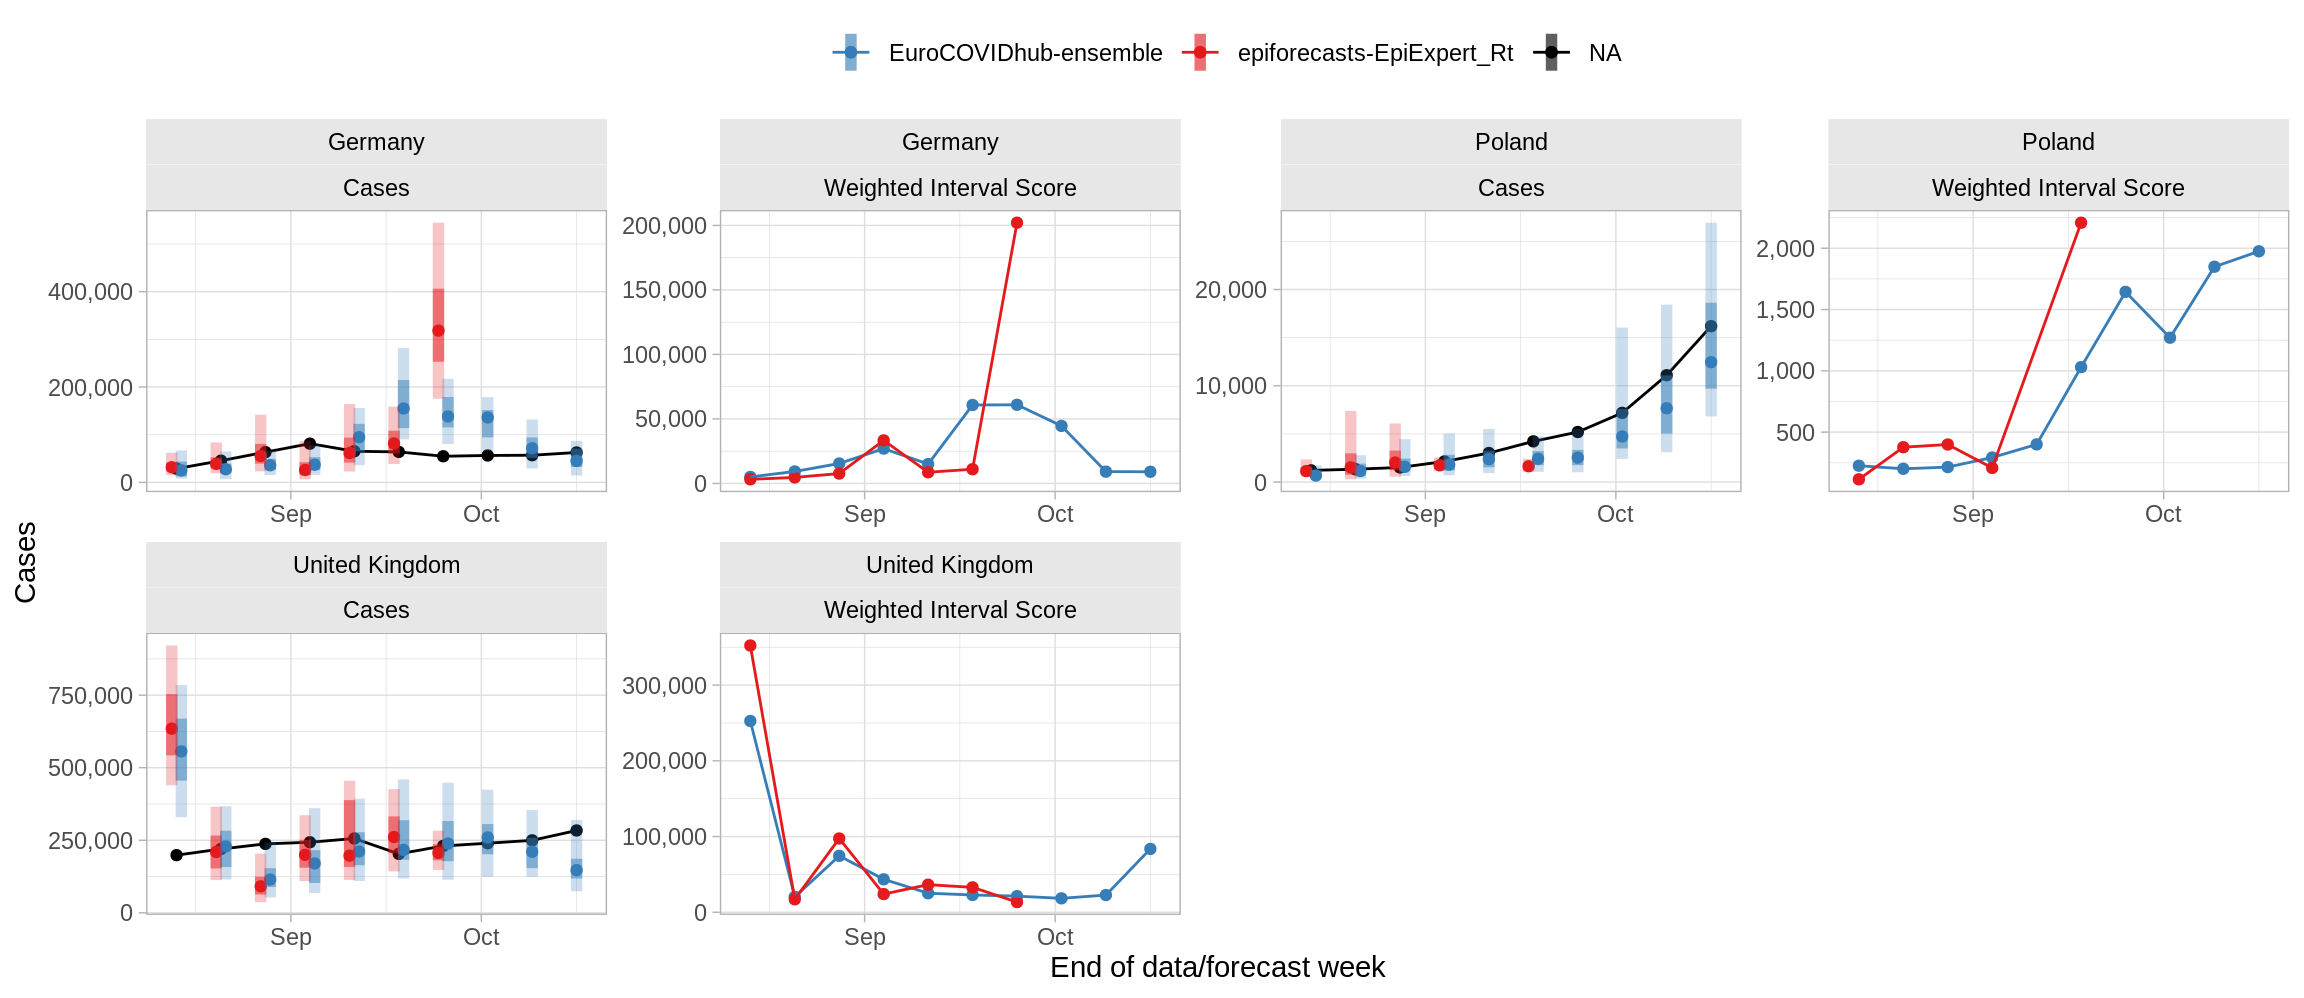 EuroCOVIDhub-ensemble epiforecasts-EpiExpert_Rt NA
Germany Germany Poland Poland
Cases Weighted Interval Score Cases Weighted Interval Score
400,000
200,000
0
200,000
150,000
100,000
50,000
0
20,000
10,000
0
2,000
1,500
1,000
500
Sep Oct Sep Oct Sep Oct Sep Oct
Cases
United Kingdom United Kingdom
Cases Weighted Interval Score
750,000
500,000
250,000
0
300,000
200,000
100,000
0
Sep Oct Sep Oct
End of data/forecast week